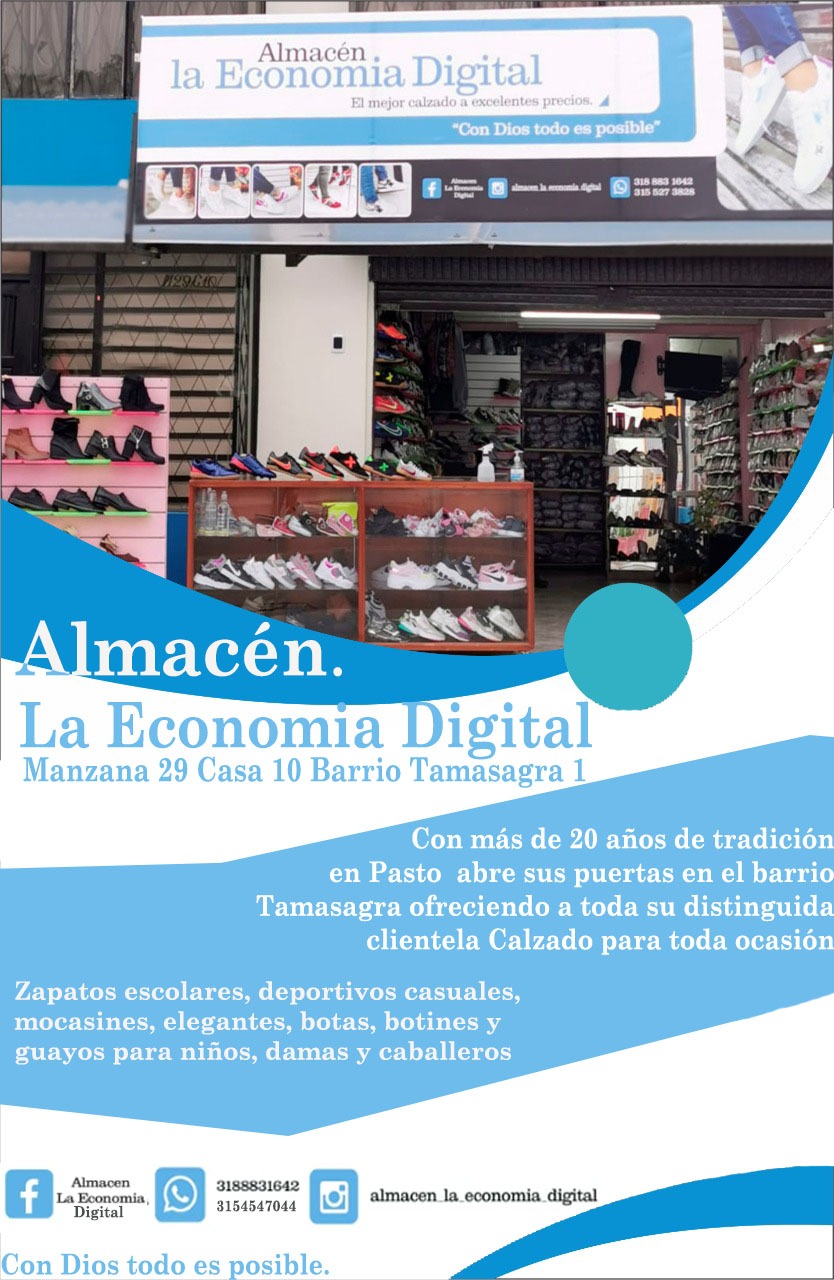 Almacén
la Economia Digital
El mejor calzado a excelentes precios.
“Con Dios todo es posible”
Almacen
La Economia
Digital
almacen_la_economia_digital
318 883 1642
315 527 3828
Almacén.
La Economia Digital
Manzana 29 Casa 10 Barrio Tamasagra 1
Con más de 20 años de tradición
en Pasto abre sus puertas en el barrio
Tamasagra ofreciendo a toda su distinguida
clientela Calzado para toda ocasión
Zapatos escolares, deportivos casuales,
mocasines, elegantes, botas, botines y
guayos para niños, damas y caballeros
Almacen
La Economia
Digital
3188831642
3154547044
almacen_la_economia_digital
Con Dios todo es posible.